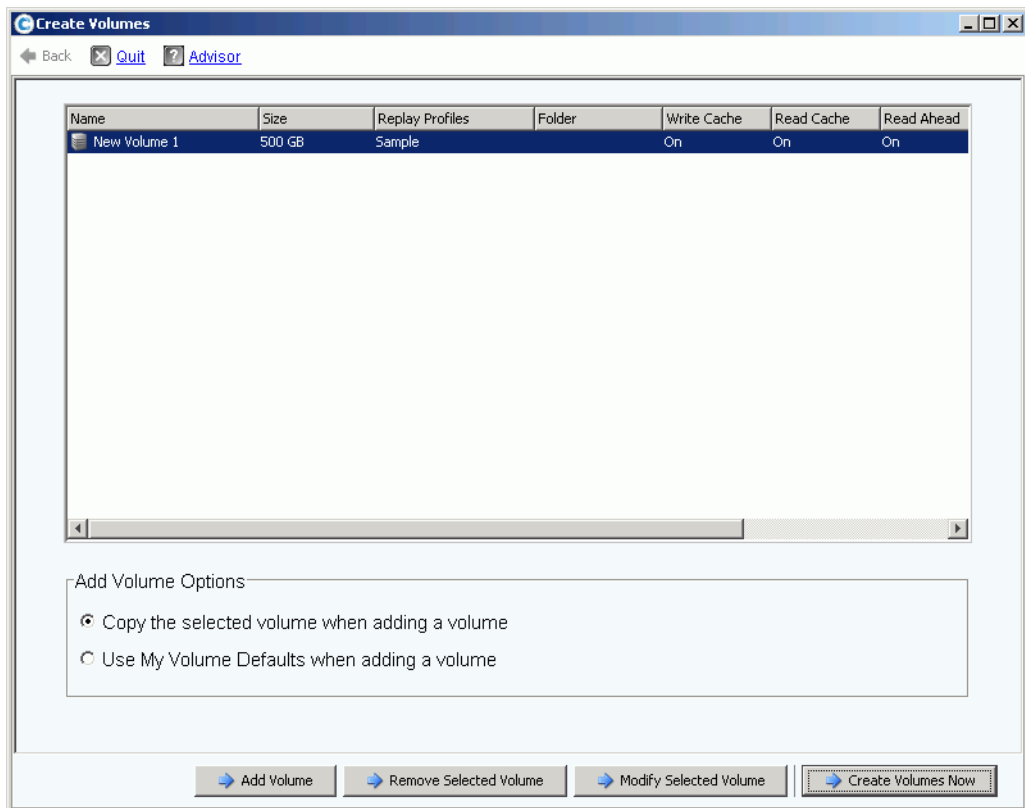 Create Volumes
Back Quit ? Advisor
Name Size Replay Profiles Folder Write Cache Read Cache Read Ahead
New Volume 1 500 GB Sample On On On
Add Volume Options
Copy the selected volume when adding a volume
Use My Volume Defaults when adding a volume
Add Volume Remove Selected Volume Modify Selected Volume Create Volumes Now